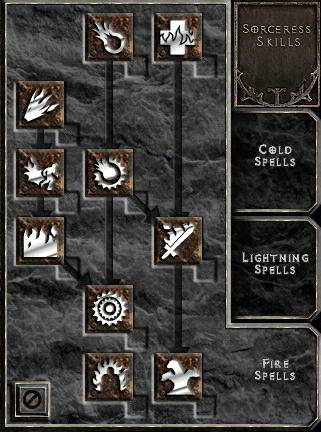 SORCERESS
SKILLS
COLD
SPELLS
LIGHTNING
SPELLS
FIRE
SPELLS